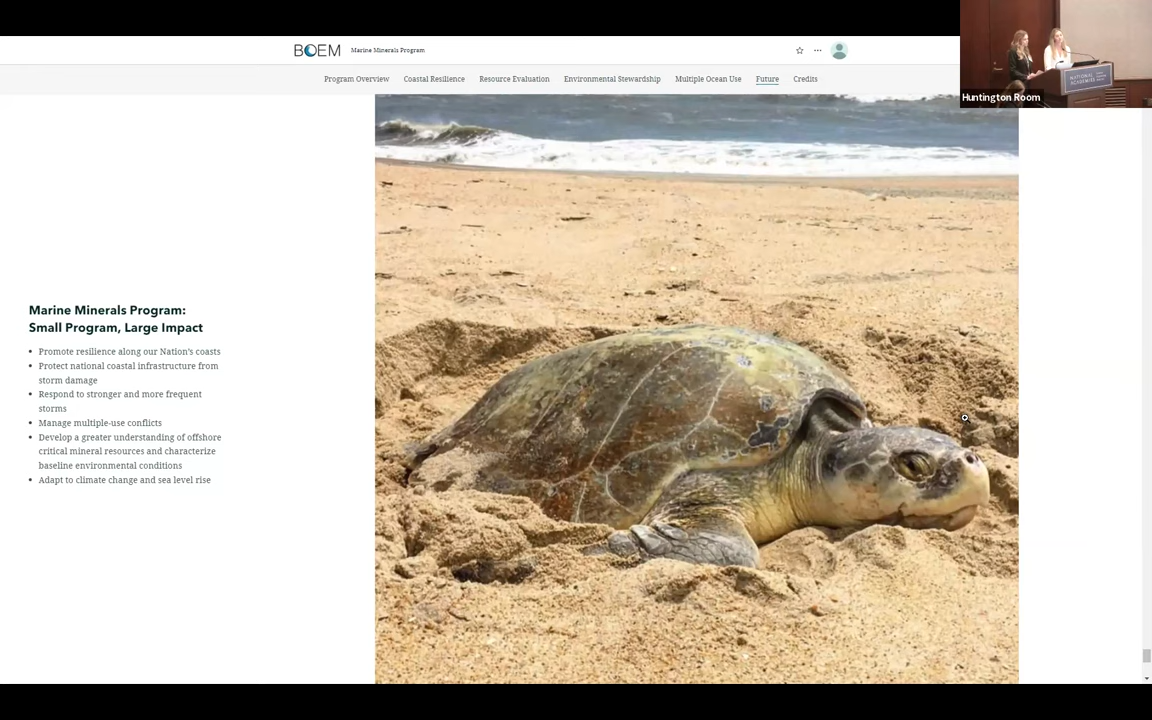 BOEM
Marine Minerals Program
Program Overview Coastal Resilience Resource Evaluation Environmental Stewardship Multiple Ocean Use Future Credits
NATIONAL
ACADEMIES
Huntington Room
Marine Minerals Program:
Small Program, Large Impact
• Promote resilience along our Nation's coasts
• Protect national coastal infrastructure from
storm damage
• Respond to stronger and more frequent
storms
• Manage multiple-use conflicts
• Develop a greater understanding of offshore
critical mineral resources and characterize
baseline environmental conditions
• Adapt to climate change and sea level rise